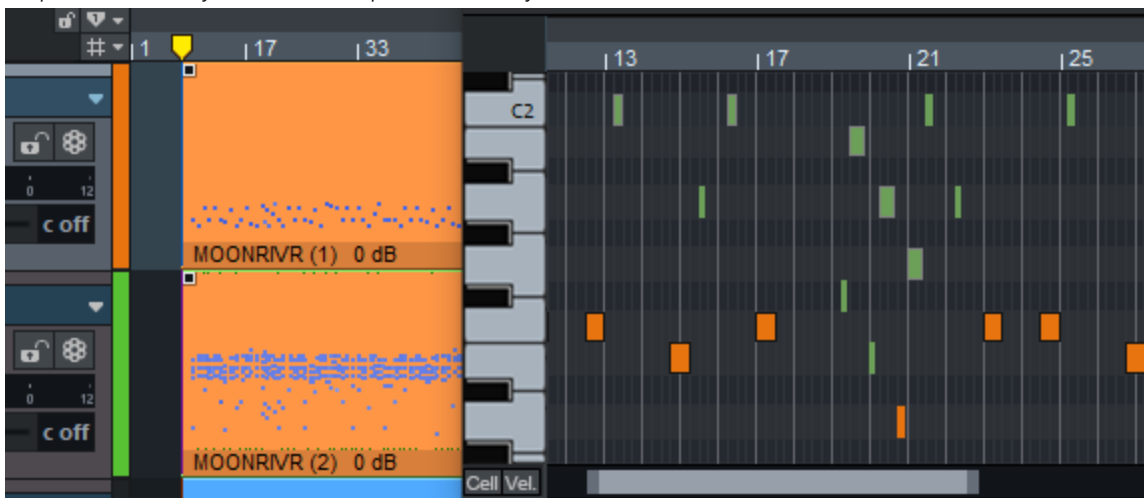 1 17 33
13 17 21 25
C2
0 12
c off
MOONRIVR (1) 0 dB
0 12
c off
MOONRIVR (2) 0 dB
Cell Vel.